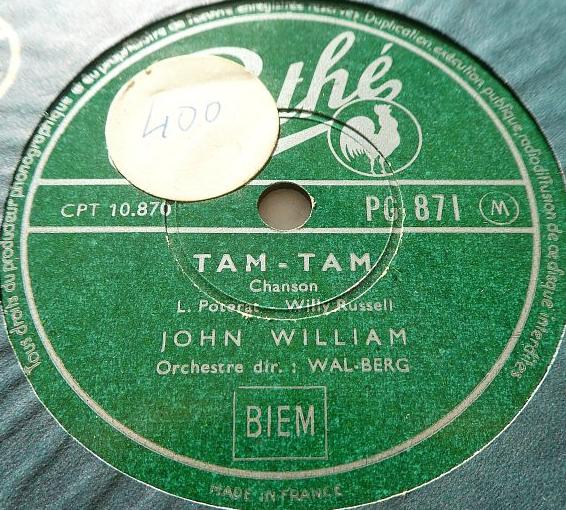 Tous droits du producteur phonographique et du propriétaire de l'œuvre enregistrée réservés. Duplication, exécution publique, radiodiffusion de ce disque interdites
thé
400
CPT 10.870
PG.871
M
TAM - TAM
Chanson
L. Poterat Willy Russell
JOHN WILLIAM
Orchestre dir. : WAL-BERG
BIEM
MADE IN FRANCE